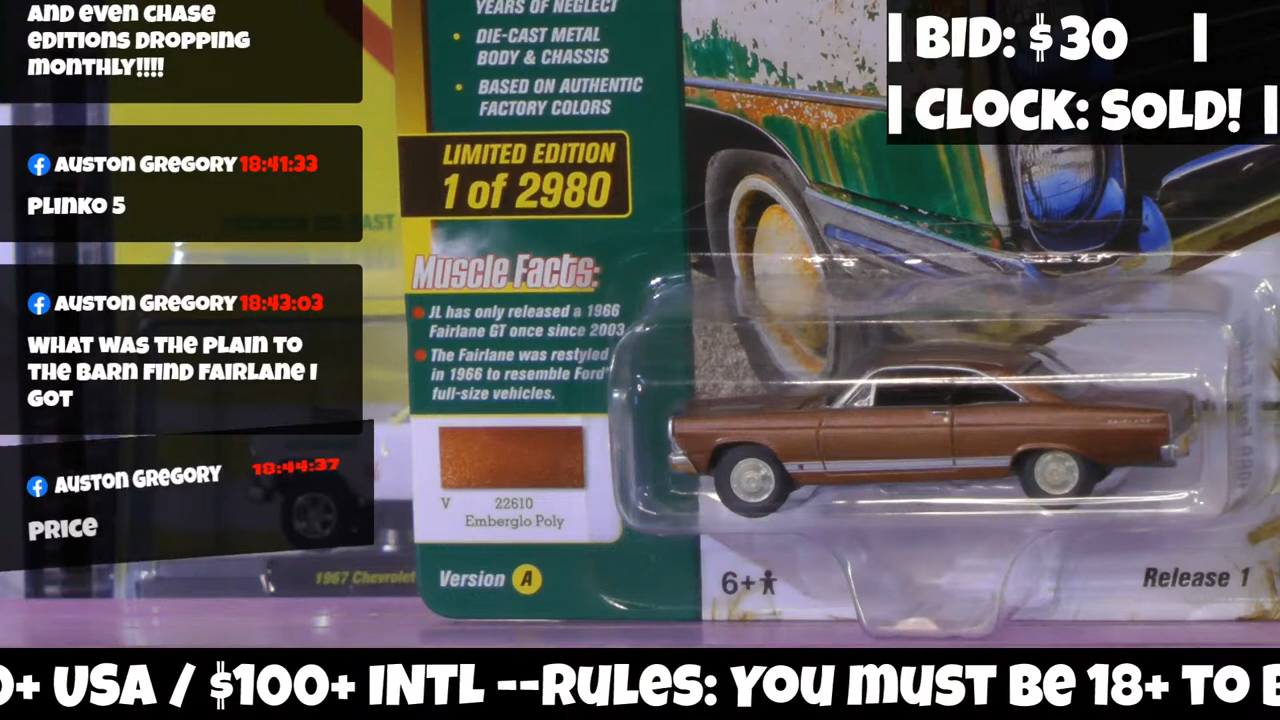 AND EVEN CHASE
EDITIONS DROPPING
MONTHLY!!!!
AUSTON GREGORY 18:41:33
PLINKO 5
AUSTON GREGORY 18:43:03
WHAT WAS THE PLAIN TO
THE BARN FIND FAIRLANE I
GOT
AUSTON GREGORY 18:44:37
PRICE
YEARS OF NEGLECT
• DIE-CAST METAL
BODY & CHASSIS
• BASED ON AUTHENTIC
FACTORY COLORS
LIMITED EDITION
1 of 2980
Muscle Facts:
JL has only released a 1966
Fairlane GT once since 2003
The Fairlane was restyled
in 1966 to resemble Ford
full-size vehicles.
V 22610
Emberglo Poly
Version A
1967 Chevrolet
6+
Release 1
| BID: $30 |
| CLOCK: SOLD! |
0+ USA / $100+ INTL --RULES: YOU MUST BE 18+ TO